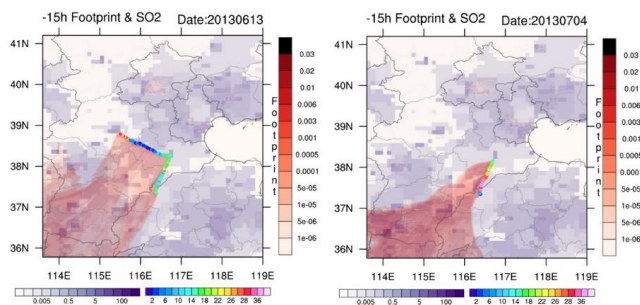 -15h Footprint & SO2 Date:20130613
41N
40N
39N
38N
37N
36N
114E 115E 116E 117E 118E 119E
0.03
0.02
0.01
0.006
0.003
0.001
0.0005
0.0001
5e-05
1e-05
5e-06
1e-06
Footprint
0.005 0.5 5 10 100
2 6 10 14 18 22 26 28 36
-15h Footprint & SO2 Date:20130704
41N
40N
39N
38N
37N
36N
114E 115E 116E 117E 118E 119E
0.03
0.02
0.01
0.006
0.003
0.001
0.0005
0.0001
5e-05
1e-05
5e-06
1e-06
Footprint
0.005 0.5 5 10 100
2 6 10 14 18 22 26 28 36